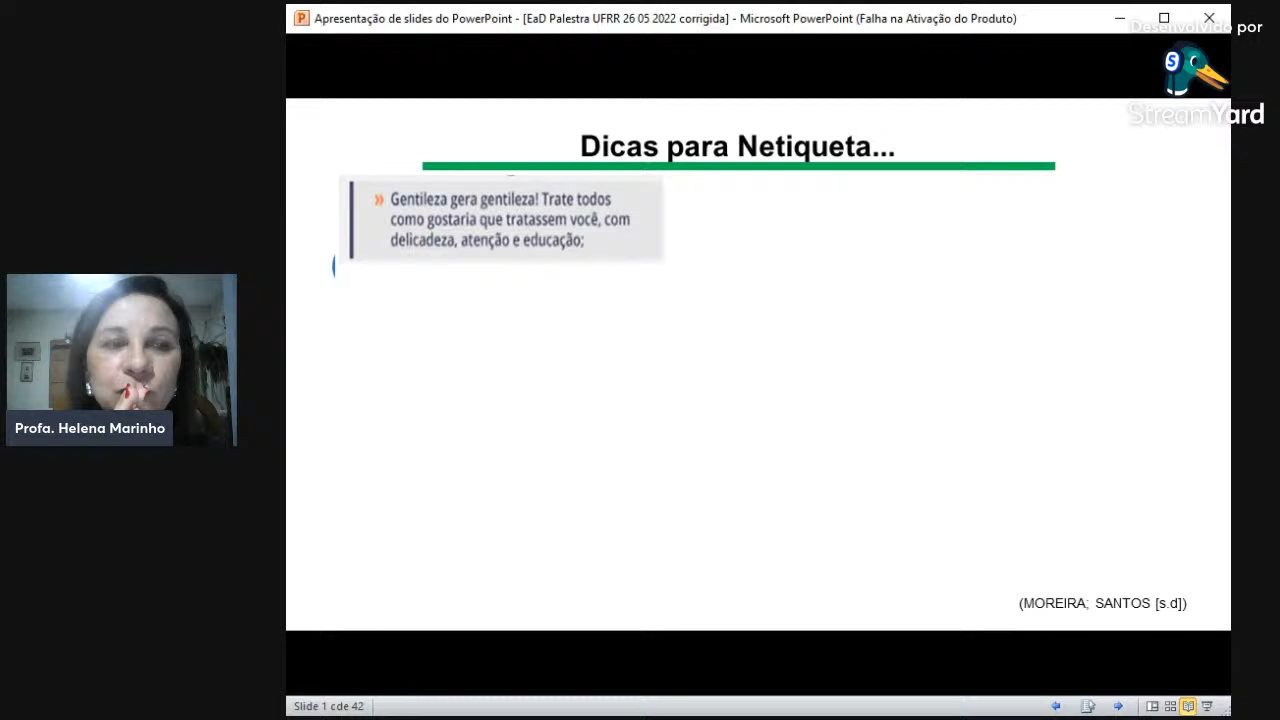 Apresentação de slides do PowerPoint - [EaD Palestra UFRR 26 05 2022 corrigida] - Microsoft PowerPoint (Falha na Ativação do Produto)
Desenvolvido por
StreamYard
Dicas para Netiqueta...
» Gentileza gera gentileza! Trate todos
como gostaria que tratassem você, com
delicadeza, atenção e educação;
Profa. Helena Marinho
(MOREIRA; SANTOS [s.d])
Slide 1 cde 42